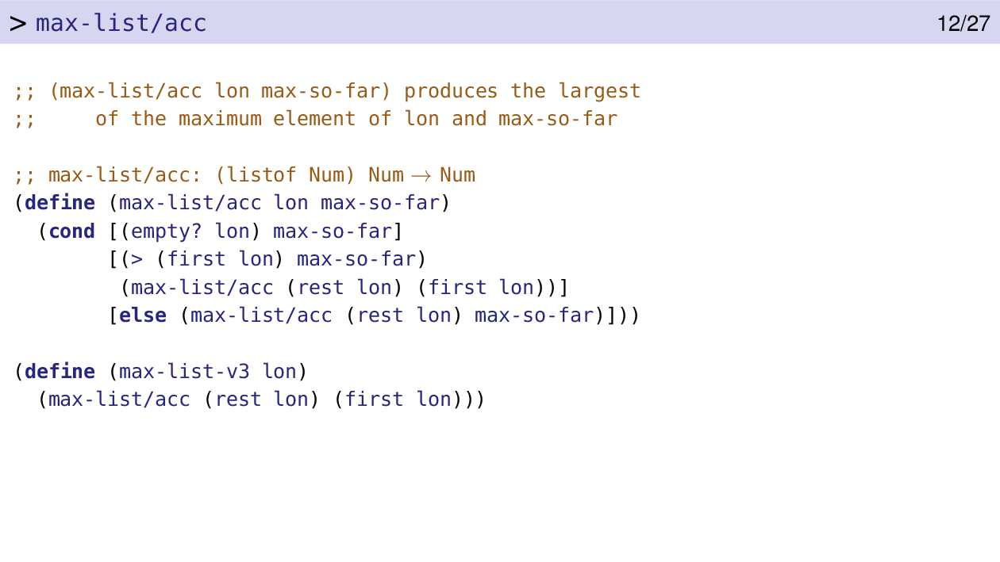 > max-list/acc 12/27
;; (max-list/acc lon max-so-far) produces the largest
;;     of the maximum element of lon and max-so-far
;; max-list/acc: (listof Num) Num → Num
(define (max-list/acc lon max-so-far)
  (cond [(empty? lon) max-so-far]
        [(> (first lon) max-so-far)
         (max-list/acc (rest lon) (first lon))]
        [else (max-list/acc (rest lon) max-so-far)]))
(define (max-list-v3 lon)
  (max-list/acc (rest lon) (first lon)))